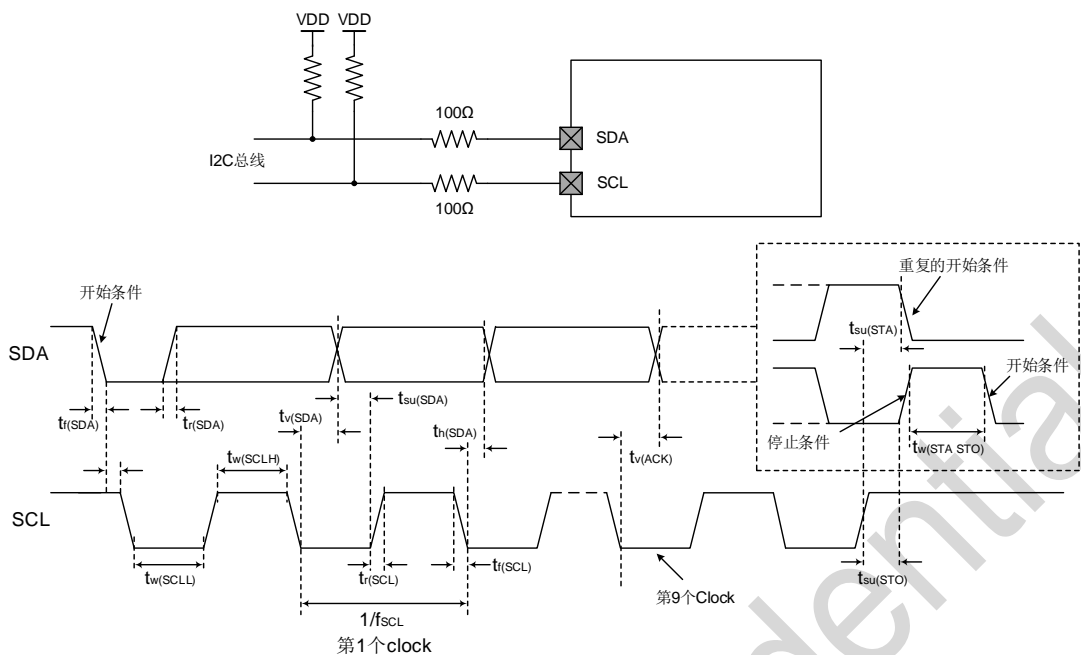 VDD VDD
100Ω
SDA
I2C总线
SCL
100Ω
开始条件
重复的开始条件
tsu(STA)
SDA
开始条件
tf(SDA)
tr(SDA)
tv(SDA)
tsu(SDA)
th(SDA)
tv(ACK)
停止条件
tw(STA STO)
tw(SCLH)
SCL
tw(SCLL)
tr(SCL)
tf(SCL)
tsu(STO)
第9个Clock
1/fSCL
第1个clock
dential